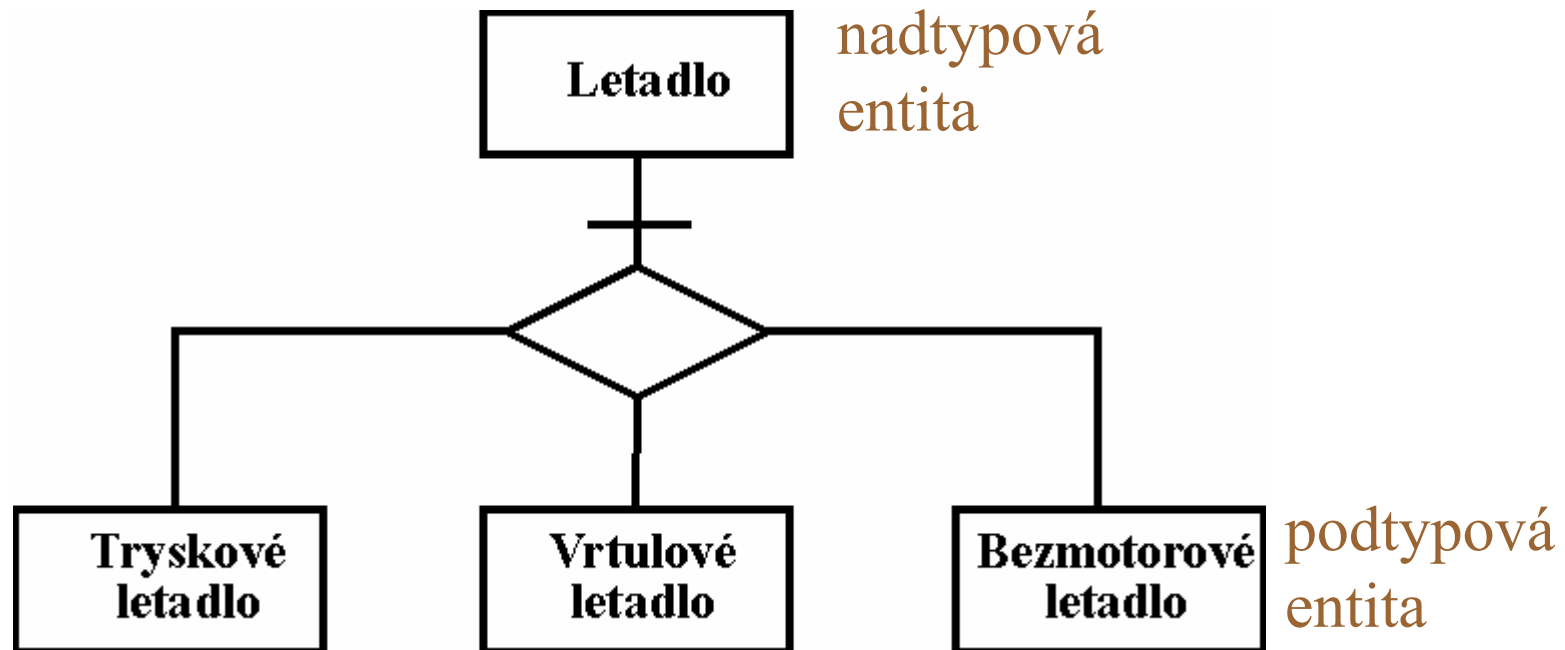 Letadlo
nadtypová
entita
Tryskové
letadlo
Vrtulové
letadlo
Bezmotorové
letadlo
podtypová
entita